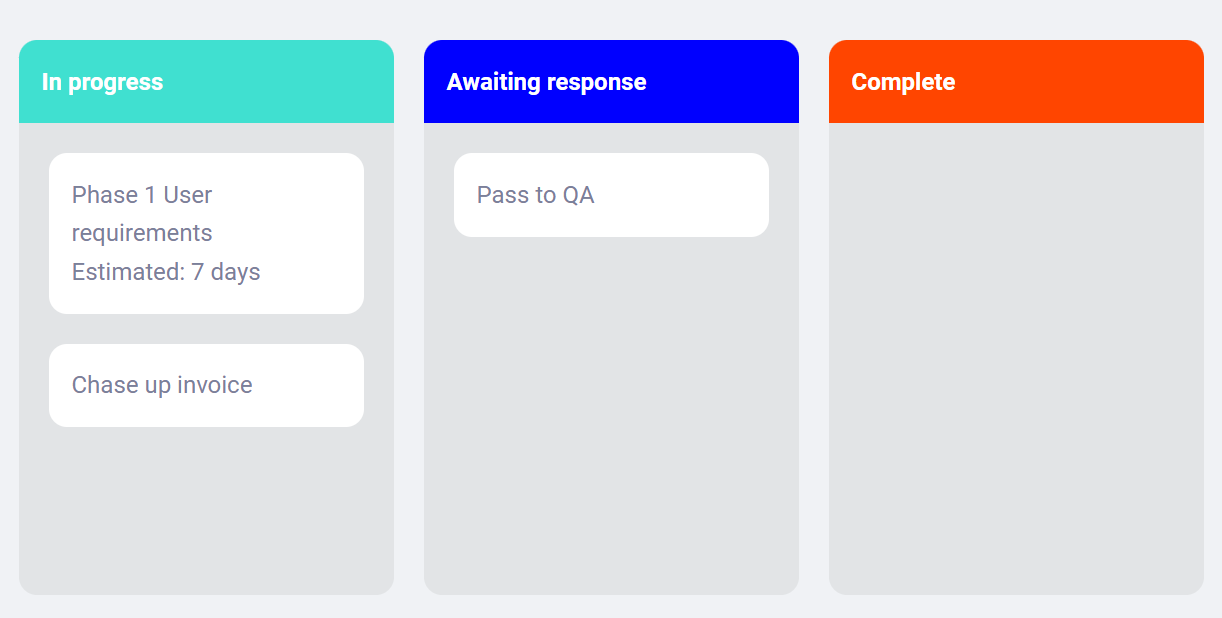 In progress
Phase 1 User
requirements
Estimated: 7 days
Chase up invoice
Awaiting response
Pass to QA
Complete